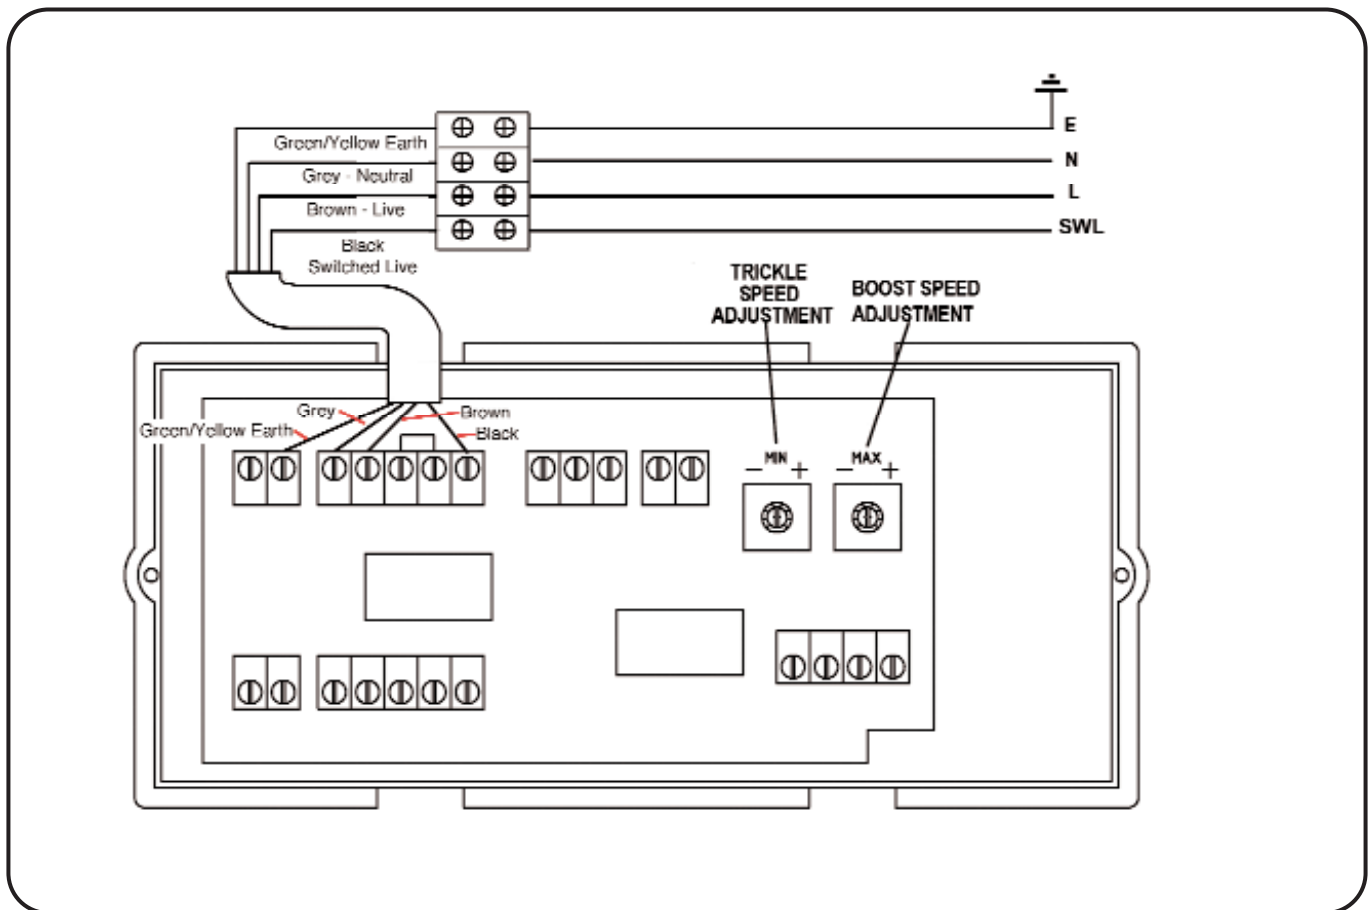 Green/Yellow Earth
E
Grey - Neutral
N
Brown - Live
L
Black
Switched Live
SWL
TRICKLE
SPEED
ADJUSTMENT
BOOST SPEED
ADJUSTMENT
Grey
Brown
Green/Yellow Earth
Black
− MIN +
− MAX +